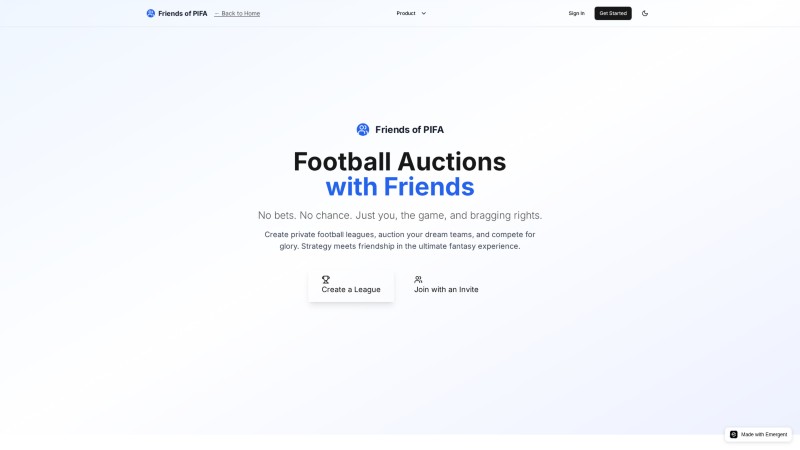 Friends of PIFA
← Back to Home
Product
Sign In
Get Started
Friends of PIFA
Football Auctions
with Friends
No bets. No chance. Just you, the game, and bragging rights.
Create private football leagues, auction your dream teams, and compete for
glory. Strategy meets friendship in the ultimate fantasy experience.
Create a League
Join with an Invite
Made with Emergent